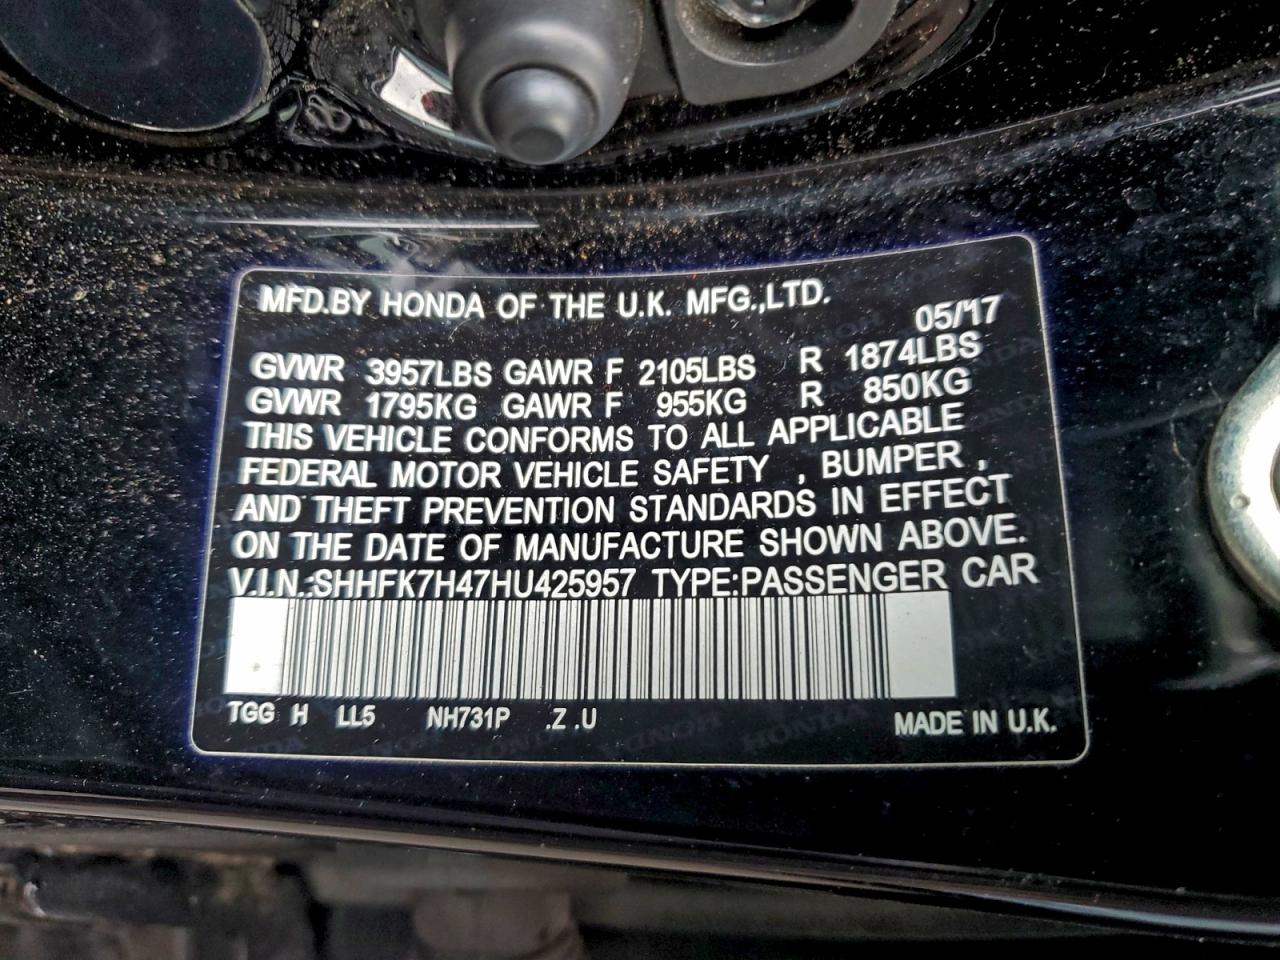 MFD.BY HONDA OF THE U.K. MFG.,LTD.
05/17
GVWR 3957LBS GAWR F 2105LBS R 1874LBS
GVWR 1795KG GAWR F 955KG R 850KG
THIS VEHICLE CONFORMS TO ALL APPLICABLE
FEDERAL MOTOR VEHICLE SAFETY , BUMPER ,
AND THEFT PREVENTION STANDARDS IN EFFECT
ON THE DATE OF MANUFACTURE SHOWN ABOVE.
V.I.N.:SHHFK7H47HU425957 TYPE:PASSENGER CAR
TGG H LL5 NH731P .Z .U
MADE IN U.K.